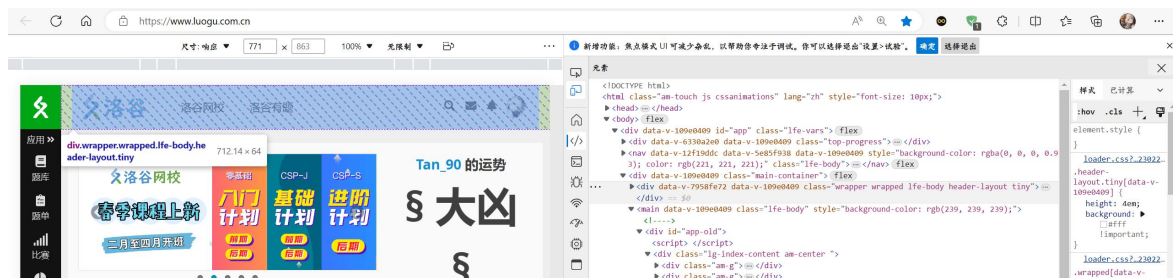 https://www.luogu.com.cn
尺寸: 响应 ▼ 771 × 863 100% ▼ 无限制 ▼
洛谷
洛谷网校 洛谷有题
应用 »
题库
题单
比赛
div.wrapper.wrapped.lfe-body.he
ader-layout.tiny
712.14 × 64
洛谷网校
春季课程上新
二月至四月开班
零基础
入门
计划
前期
后期
CSP-J
基础
计划
前期
后期
CSP-S
进阶
计划
后期
Tan_90 的运势
§ 大凶
§
新增功能: 焦点模式 UI 可减少杂乱, 以帮助你专注于调试。你可以选择退出"设置>试验"。 确定 选择退出
元素
<!DOCTYPE html>
<html class="am-touch js cssanimations" lang="zh" style="font-size: 10px;">
▶<head>…</head>
▼<body> flex
▼<div data-v-109e0409 id="app" class="lfe-vars"> flex
▶<div data-v-6330a2e0 data-v-109e0409 class="top-progress">…</div>
▶<nav data-v-12f19ddc data-v-5e85f938 data-v-109e0409 style="background-color: rgba(0, 0, 0, 0.9
3); color: rgb(221, 221, 221);" class="lfe-body">…</nav> flex
▼<div data-v-109e0409 class="main-container"> flex
··· ▶<div data-v-7958fe72 data-v-109e0409 class="wrapper wrapped lfe-body header-layout tiny">…
</div> == $0
▼<main data-v-109e0409 class="lfe-body" style="background-color: rgb(239, 239, 239);">
<!---->
▼<div id="app-old">
<script> </script>
▼<div class="lg-index-content am-center ">
▶<div class="am-g">…</div>
▶<div class="am-g">…</div>
样式 已计算
:hov .cls
element.style {
}
loader.css?…23022…
.header-
layout.tiny[data-v-
109e0409] {
height: 4em;
background: ▶
#fff
!important;
}
loader.css?…23022…
.wrapped[data-v-